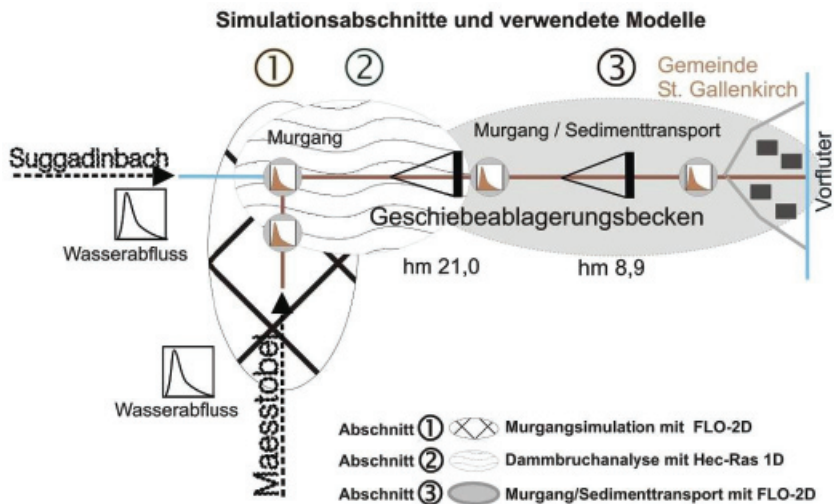 Simulationsabschnitte und verwendete Modelle
① ② ③
Gemeinde
St. Gallenkirch
Murgang
Murgang / Sedimenttransport
Suggadinbach
Vorfluter
Geschiebeablagerungsbecken
Wasserabfluss
hm 21,0
hm 8,9
Wasserabfluss
Maesstobel
Abschnitt ① Murgangsimulation mit FLO-2D
Abschnitt ② Dammbruchanalyse mit Hec-Ras 1D
Abschnitt ③ Murgang/Sedimenttransport mit FLO-2D